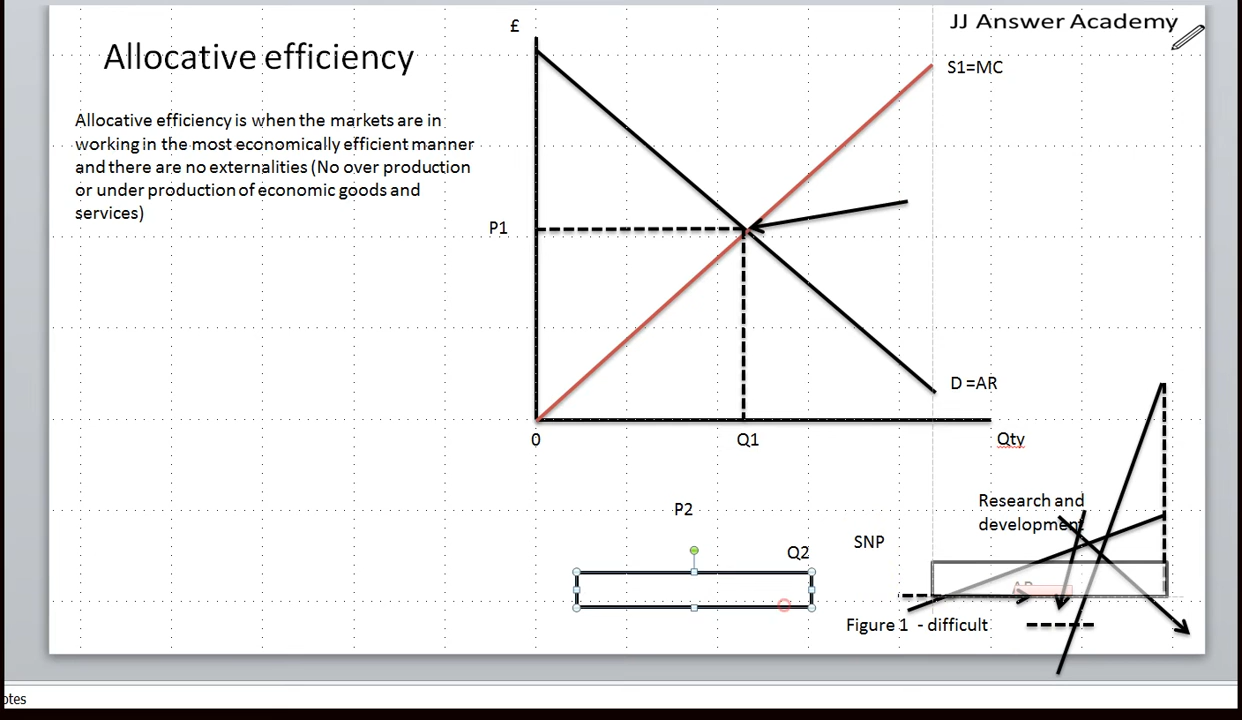 JJ Answer Academy
£
Allocative efficiency
S1=MC
Allocative efficiency is when the markets are in
working in the most economically efficient manner
and there are no externalities (No over production
or under production of economic goods and
services)
P1
D =AR
0
Q1
Qty
Research and
development
P2
SNP
Q2
AR
Figure 1  - difficult
otes